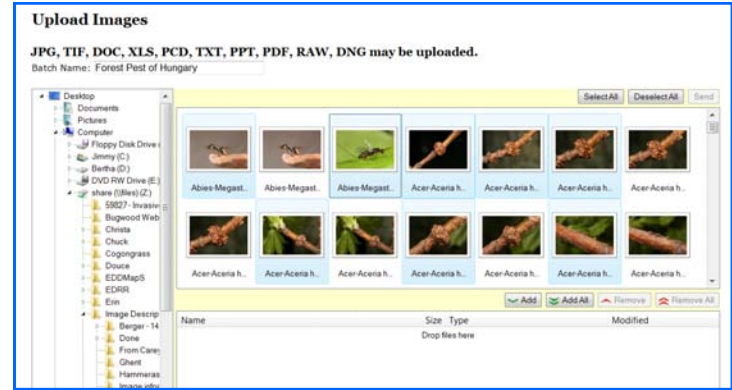 Upload Images
JPG, TIF, DOC, XLS, PCD, TXT, PPT, PDF, RAW, DNG may be uploaded.
Batch Name: Forest Pest of Hungary
Select All Deselect All Send
Desktop
Documents
Pictures
Computer
Floppy Disk Drive
Jimmy (C:)
Bertha (D:)
DVD RW Drive (E:)
share (\\files) (Z:)
59827 - Invasive
Bugwood Web
Christa
Chuck
Cogongrass
Douce
EDDMapS
EDRR
Erin
Image Descrip
Berger - 14
Done
From Carey
Ghent
Hammeras
Image infor
Abies-Megast... Abies-Megast... Abies-Megast... Acer-Aceria h... Acer-Aceria h... Acer-Aceria h... Acer-Aceria h...
Acer-Aceria h... Acer-Aceria h... Acer-Aceria h... Acer-Aceria h... Acer-Aceria h... Acer-Aceria h... Acer-Aceria h...
Add Add All Remove Remove All
Name Size Type Modified
Drop files here